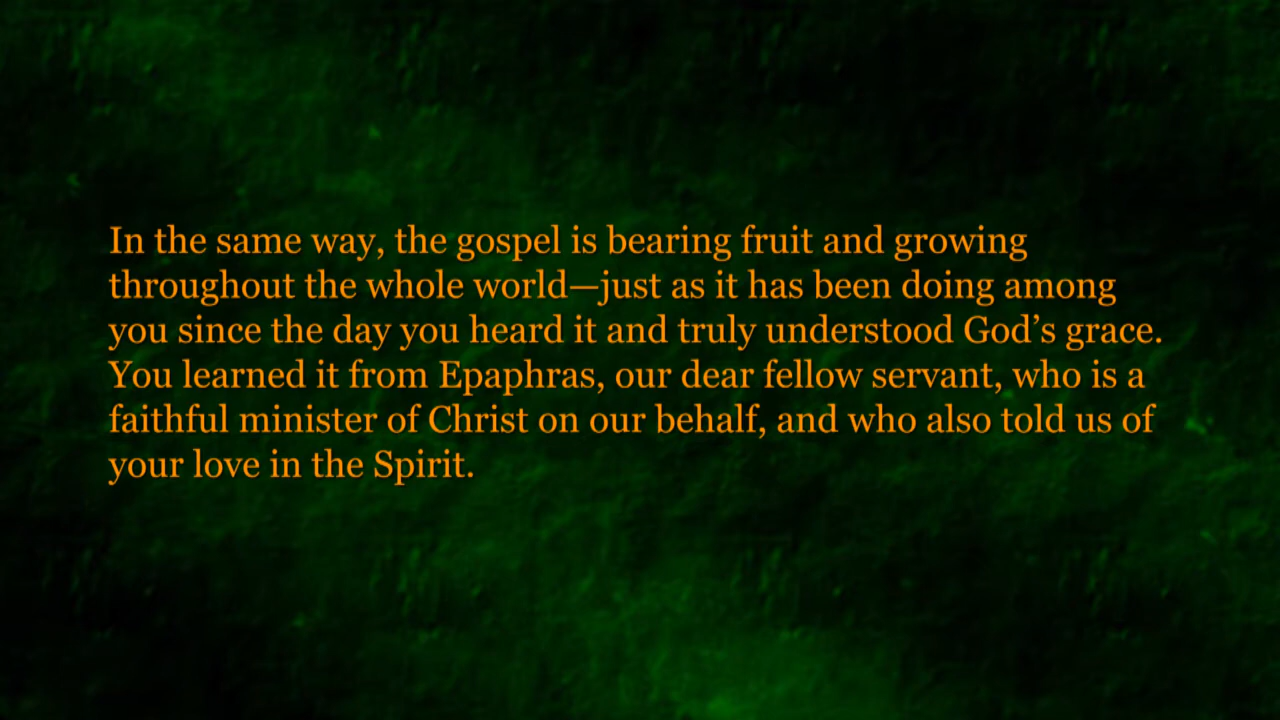 In the same way, the gospel is bearing fruit and growing
throughout the whole world—just as it has been doing among
you since the day you heard it and truly understood God’s grace.
You learned it from Epaphras, our dear fellow servant, who is a
faithful minister of Christ on our behalf, and who also told us of
your love in the Spirit.